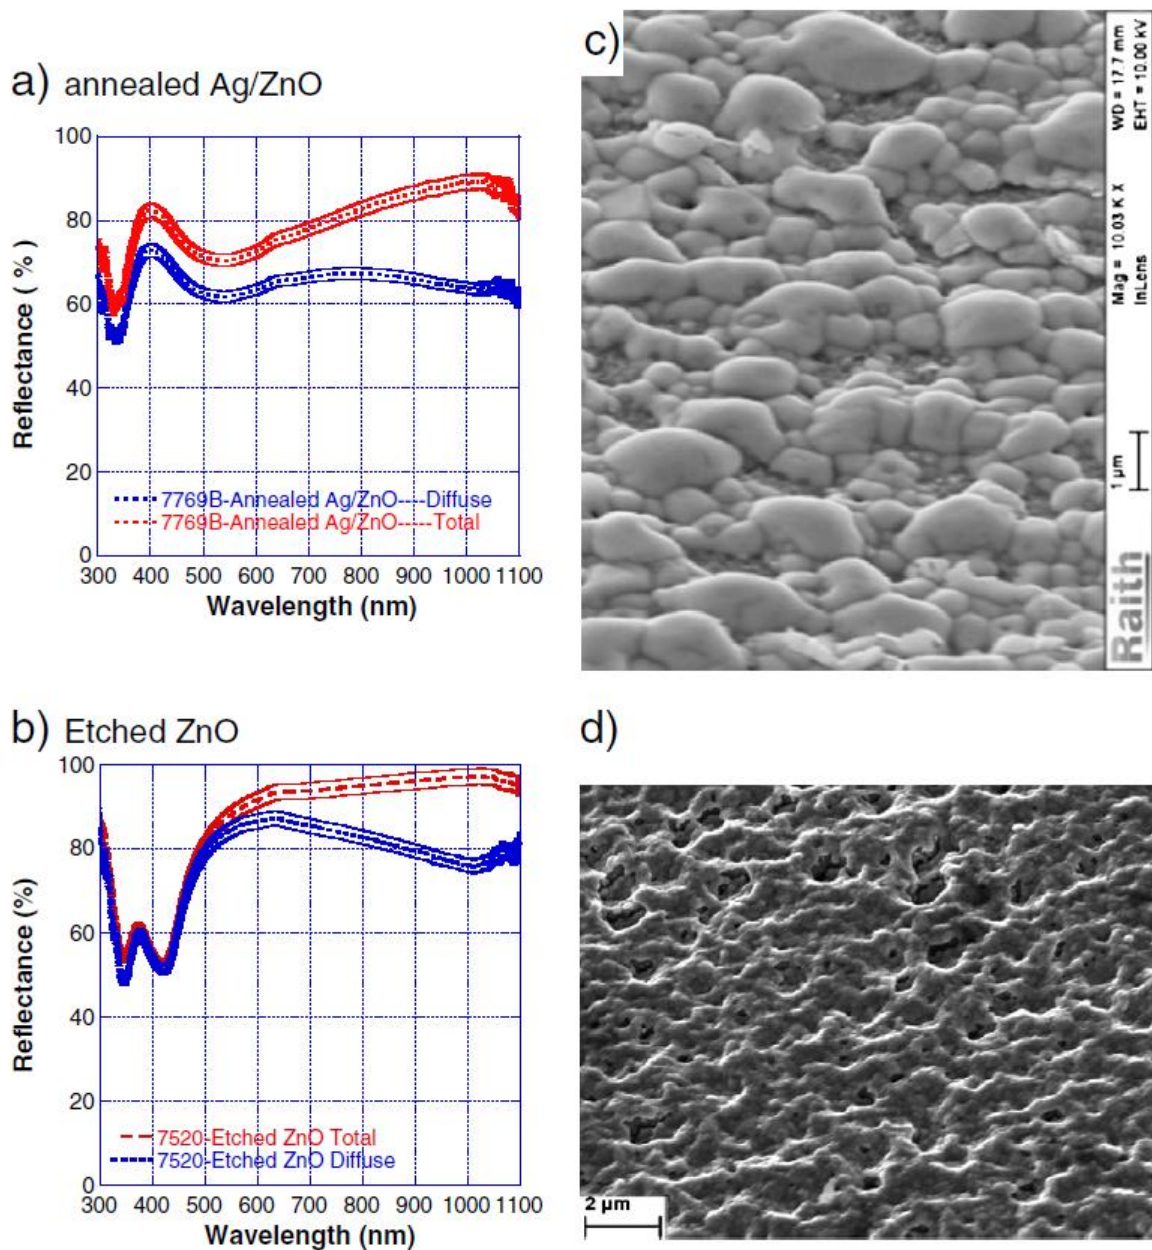 a) annealed Ag/ZnO
100
80
60
40
20
0
Reflectance ( % )
7769B-Annealed Ag/ZnO----Diffuse
7769B-Annealed Ag/ZnO-----Total
300 400 500 600 700 800 900 1000 1100
Wavelength (nm)
c)
WD = 17.7 mm
EHT = 10.00 kV
Mag = 10.03 K X
InLens
1 µm
Raith
b) Etched ZnO
100
80
60
40
20
0
Reflectance (%)
7520-Etched ZnO Total
7520-Etched ZnO Diffuse
300 400 500 600 700 800 900 1000 1100
Wavelength (nm)
d)
2 µm